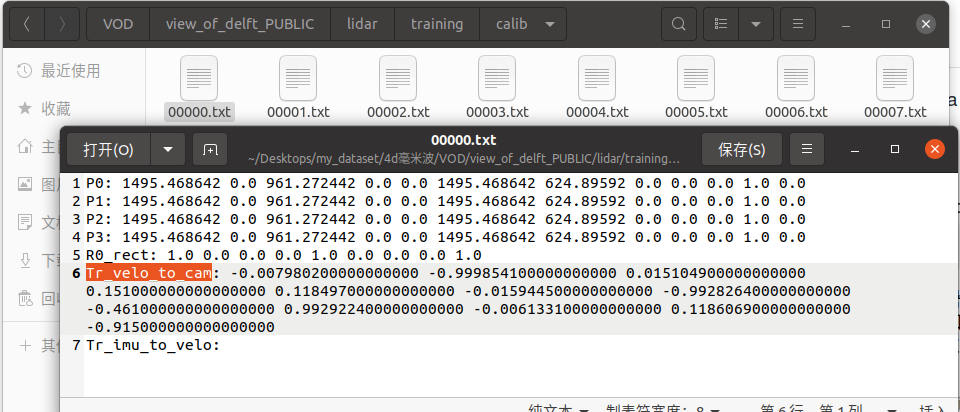 VOD view_of_delft_PUBLIC lidar training calib
最近使用
收藏
00000.txt 00001.txt 00002.txt 00003.txt 00004.txt 00005.txt 00006.txt 00007.txt
打开(O) 00000.txt 保存(S)
~/Desktops/my_dataset/4d毫米波/VOD/view_of_delft_PUBLIC/lidar/training…
1 P0: 1495.468642 0.0 961.272442 0.0 0.0 1495.468642 624.89592 0.0 0.0 0.0 1.0 0.0
2 P1: 1495.468642 0.0 961.272442 0.0 0.0 1495.468642 624.89592 0.0 0.0 0.0 1.0 0.0
3 P2: 1495.468642 0.0 961.272442 0.0 0.0 1495.468642 624.89592 0.0 0.0 0.0 1.0 0.0
4 P3: 1495.468642 0.0 961.272442 0.0 0.0 1495.468642 624.89592 0.0 0.0 0.0 1.0 0.0
5 R0_rect: 1.0 0.0 0.0 0.0 1.0 0.0 0.0 0.0 1.0
6 Tr_velo_to_cam: -0.007980200000000000 -0.999854100000000000 0.015104900000000000
0.151000000000000000 0.118497000000000000 -0.015944500000000000 -0.992826400000000000
-0.461000000000000000 0.992922400000000000 -0.006133100000000000 0.118606900000000000
-0.915000000000000000
7 Tr_imu_to_velo:
主
图
文
下
回收
其
纯文本 制表符宽度：8 第 6 行，第 1 列 插入